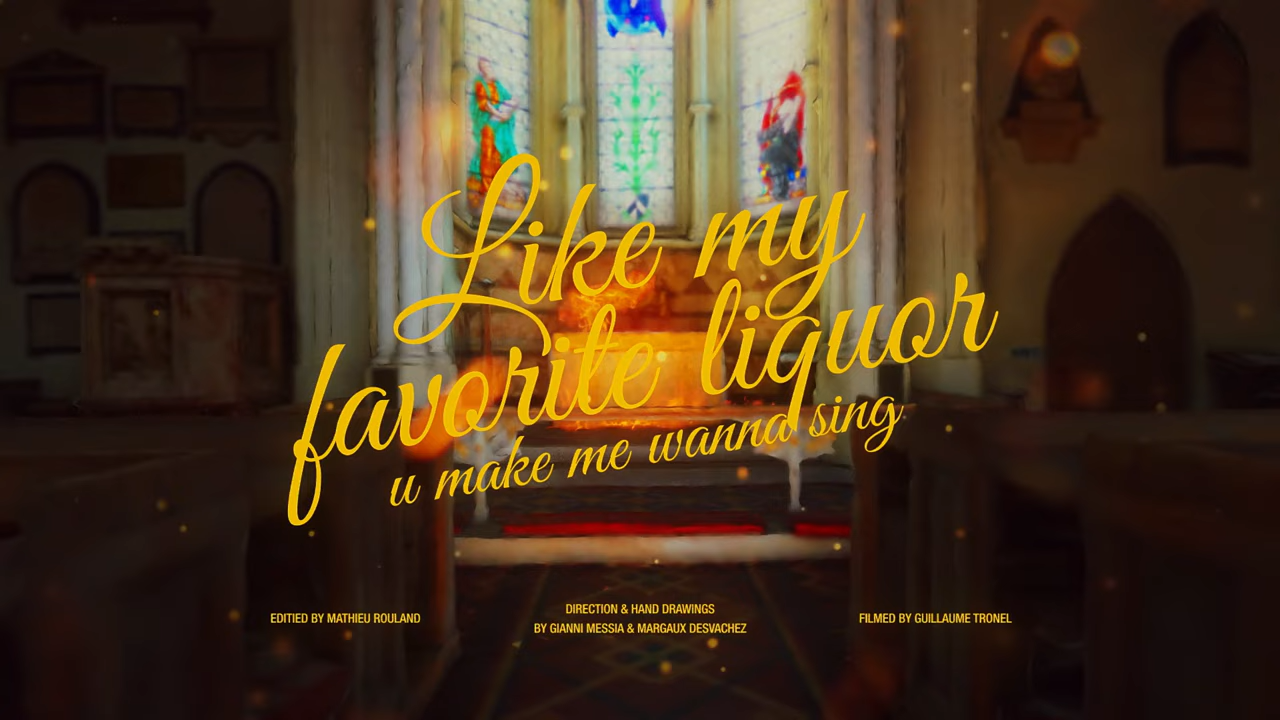 Like my
favorite liquor
u make me wanna sing
EDITIED BY MATHIEU ROULAND
DIRECTION & HAND DRAWINGS
BY GIANNI MESSIA & MARGAUX DESVACHEZ
FILMED BY GUILLAUME TRONEL